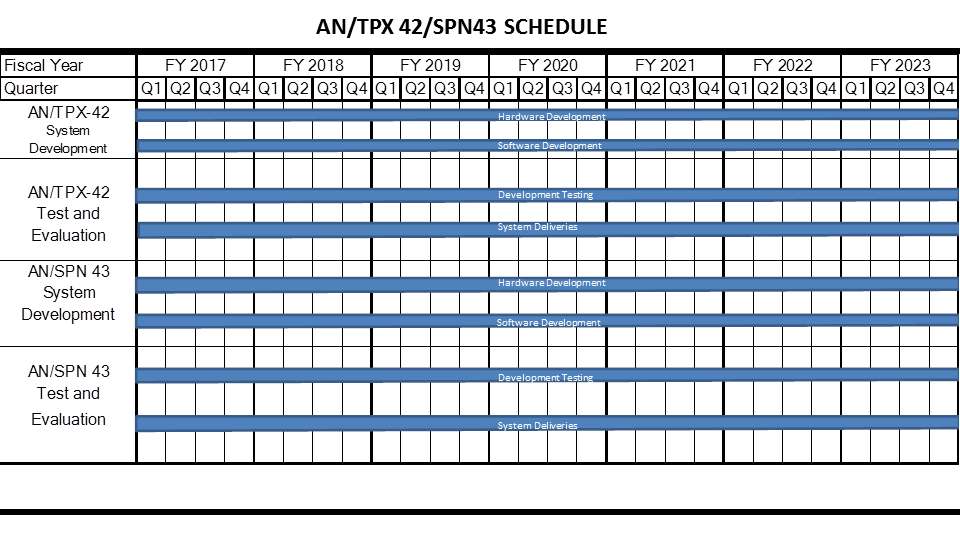 AN/TPX 42/SPN43 SCHEDULE
Fiscal Year FY 2017 FY 2018 FY 2019 FY 2020 FY 2021 FY 2022 FY 2023
Quarter Q1 Q2 Q3 Q4 Q1 Q2 Q3 Q4 Q1 Q2 Q3 Q4 Q1 Q2 Q3 Q4 Q1 Q2 Q3 Q4 Q1 Q2 Q3 Q4 Q1 Q2 Q3 Q4
AN/TPX-42
System
Development
Hardware Development
Software Development
AN/TPX-42
Test and
Evaluation
Development Testing
System Deliveries
AN/SPN 43
System
Development
Hardware Development
Software Development
AN/SPN 43
Test and
Evaluation
Development Testing
System Deliveries